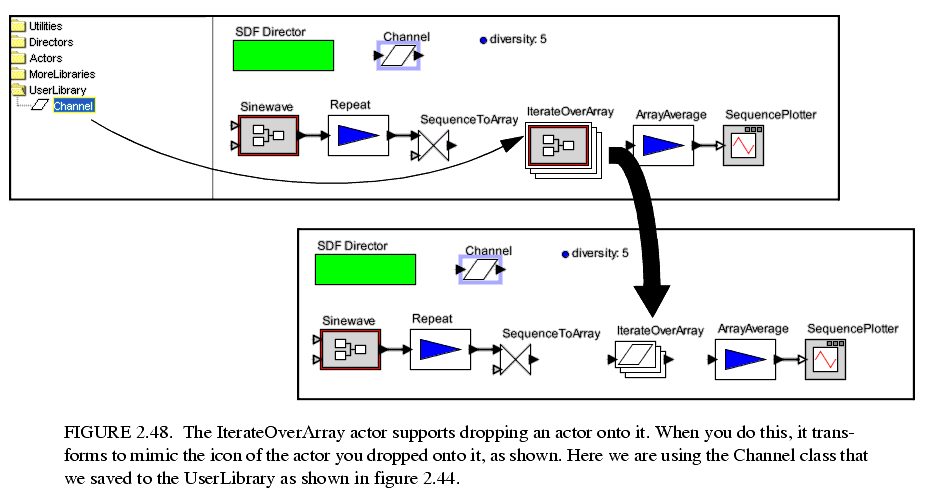 Utilities
Directors
Actors
MoreLibraries
UserLibrary
Channel
SDF Director
Channel
diversity: 5
Sinewave
Repeat
SequenceToArray
IterateOverArray
ArrayAverage
SequencePlotter
SDF Director
Channel
diversity: 5
Sinewave
Repeat
SequenceToArray
IterateOverArray
ArrayAverage
SequencePlotter
FIGURE 2.48. The IterateOverArray actor supports dropping an actor onto it. When you do this, it trans-
forms to mimic the icon of the actor you dropped onto it, as shown. Here we are using the Channel class that
we saved to the UserLibrary as shown in figure 2.44.